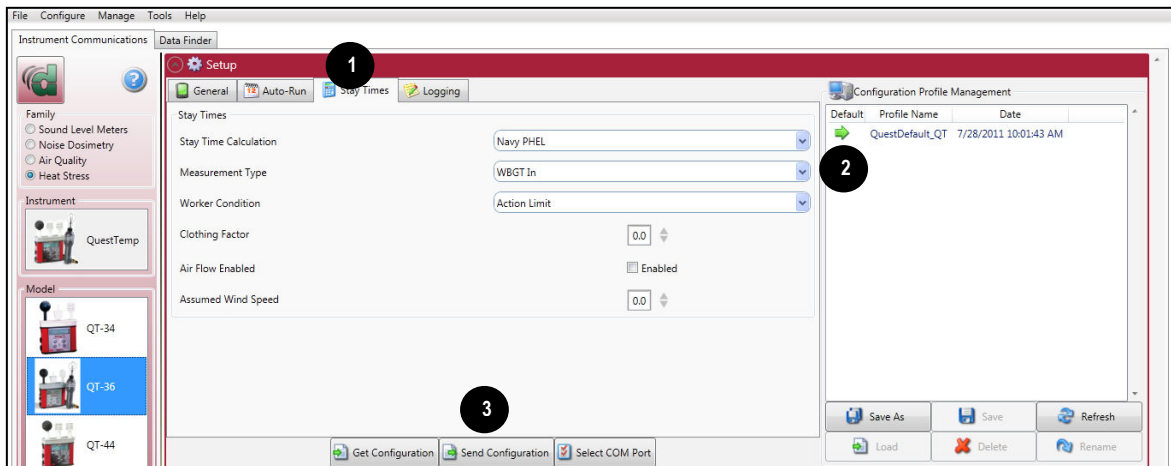 File Configure Manage Tools Help
Instrument Communications Data Finder
Setup
1
General Auto-Run Stay Times Logging
Configuration Profile Management
Family
Sound Level Meters
Noise Dosimetry
Air Quality
Heat Stress
Instrument
QuestTemp
Model
QT-34
QT-36
QT-44
Stay Times
Stay Time Calculation Navy PHEL
Measurement Type WBGT In
Worker Condition Action Limit
Clothing Factor 0.0
Air Flow Enabled Enabled
Assumed Wind Speed 0.0
2
Default Profile Name Date
QuestDefault_QT 7/28/2011 10:01:43 AM
3
Get Configuration Send Configuration Select COM Port
Save As Save Refresh
Load Delete Rename